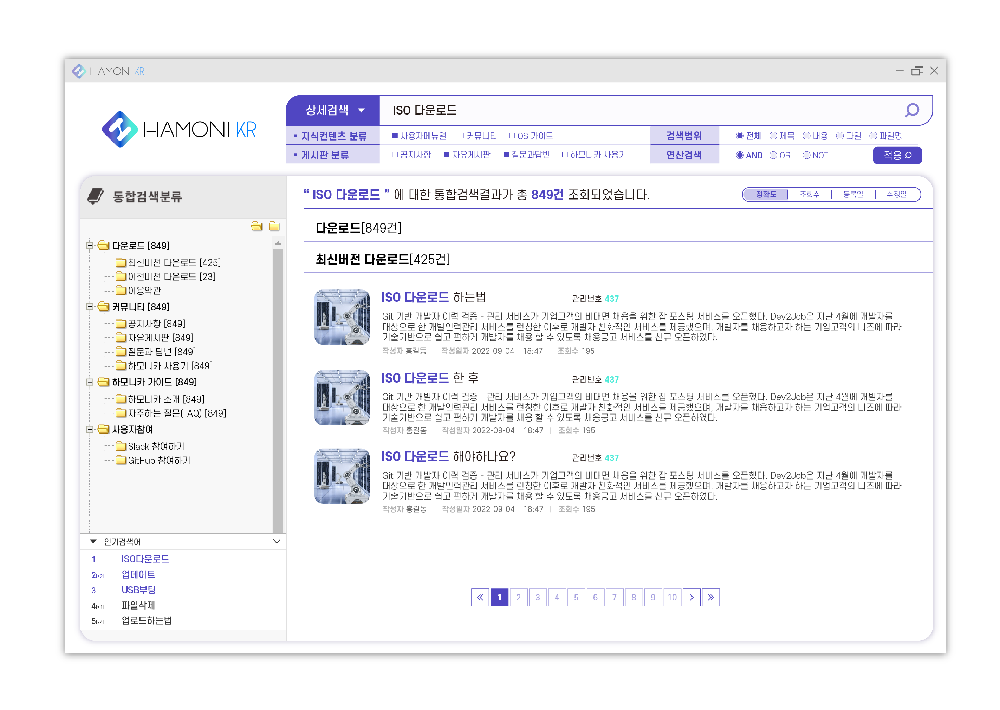 HAMONI KR
HAMONI KR
상세검색 ▼ ISO 다운로드
▪ 지식컨텐츠 분류 ■ 사용자메뉴얼 □ 커뮤니티 □ OS 가이드 검색범위 전체 제목 내용 파일 파일명
▪ 게시판 분류 □ 공지사항 ■ 자유게시판 ■ 질문과답변 □ 하모니카 사용기 연산검색 AND OR NOT 적용
통합검색분류
다운로드 [849]
최신버전 다운로드 [425]
이전버전 다운로드 [23]
이용약관
커뮤니티 [849]
공지사항 [849]
자유게시판 [849]
질문과 답변 [849]
하모니카 사용기 [849]
하모니카 가이드 [849]
하모니카 소개 [849]
자주하는 질문(FAQ) [849]
사용자참여
Slack 참여하기
GitHub 참여하기
▼ 인기검색어
1 ISO다운로드
2[▴2] 업데이트
3 USB부팅
4[▾1] 파일삭제
5[▾4] 업로드하는법
“ ISO 다운로드 ” 에 대한 통합검색결과가 총 849건 조회되었습니다.
정확도 | 조회수 | 등록일 | 수정일
다운로드[849건]
최신버전 다운로드[425건]
ISO 다운로드 하는법 관리번호 437
Git 기반 개발자 이력 검증 - 관리 서비스가 기업고객의 비대면 채용을 위한 잡 포스팅 서비스를 오픈했다. Dev2Job은 지난 4월에 개발자를
대상으로 한 개발인력관리 서비스를 런칭한 이후로 개발자 친화적인 서비스를 제공했으며, 개발자를 채용하고자 하는 기업고객의 니즈에 따라
기술기반으로 쉽고 편하게 개발자를 채용 할 수 있도록 채용공고 서비스를 신규 오픈하였다.
작성자 홍길동 작성일자 2022-09-04 18:47 조회수 195
ISO 다운로드 한 후 관리번호 437
Git 기반 개발자 이력 검증 - 관리 서비스가 기업고객의 비대면 채용을 위한 잡 포스팅 서비스를 오픈했다. Dev2Job은 지난 4월에 개발자를
대상으로 한 개발인력관리 서비스를 런칭한 이후로 개발자 친화적인 서비스를 제공했으며, 개발자를 채용하고자 하는 기업고객의 니즈에 따라
기술기반으로 쉽고 편하게 개발자를 채용 할 수 있도록 채용공고 서비스를 신규 오픈하였다.
작성자 홍길동 | 작성일자 2022-09-04 18:47 | 조회수 195
ISO 다운로드 해야하나요? 관리번호 437
Git 기반 개발자 이력 검증 - 관리 서비스가 기업고객의 비대면 채용을 위한 잡 포스팅 서비스를 오픈했다. Dev2Job은 지난 4월에 개발자를
대상으로 한 개발인력관리 서비스를 런칭한 이후로 개발자 친화적인 서비스를 제공했으며, 개발자를 채용하고자 하는 기업고객의 니즈에 따라
기술기반으로 쉽고 편하게 개발자를 채용 할 수 있도록 채용공고 서비스를 신규 오픈하였다.
작성자 홍길동 | 작성일자 2022-09-04 18:47 | 조회수 195
« 1 2 3 4 5 6 7 8 9 10 > »